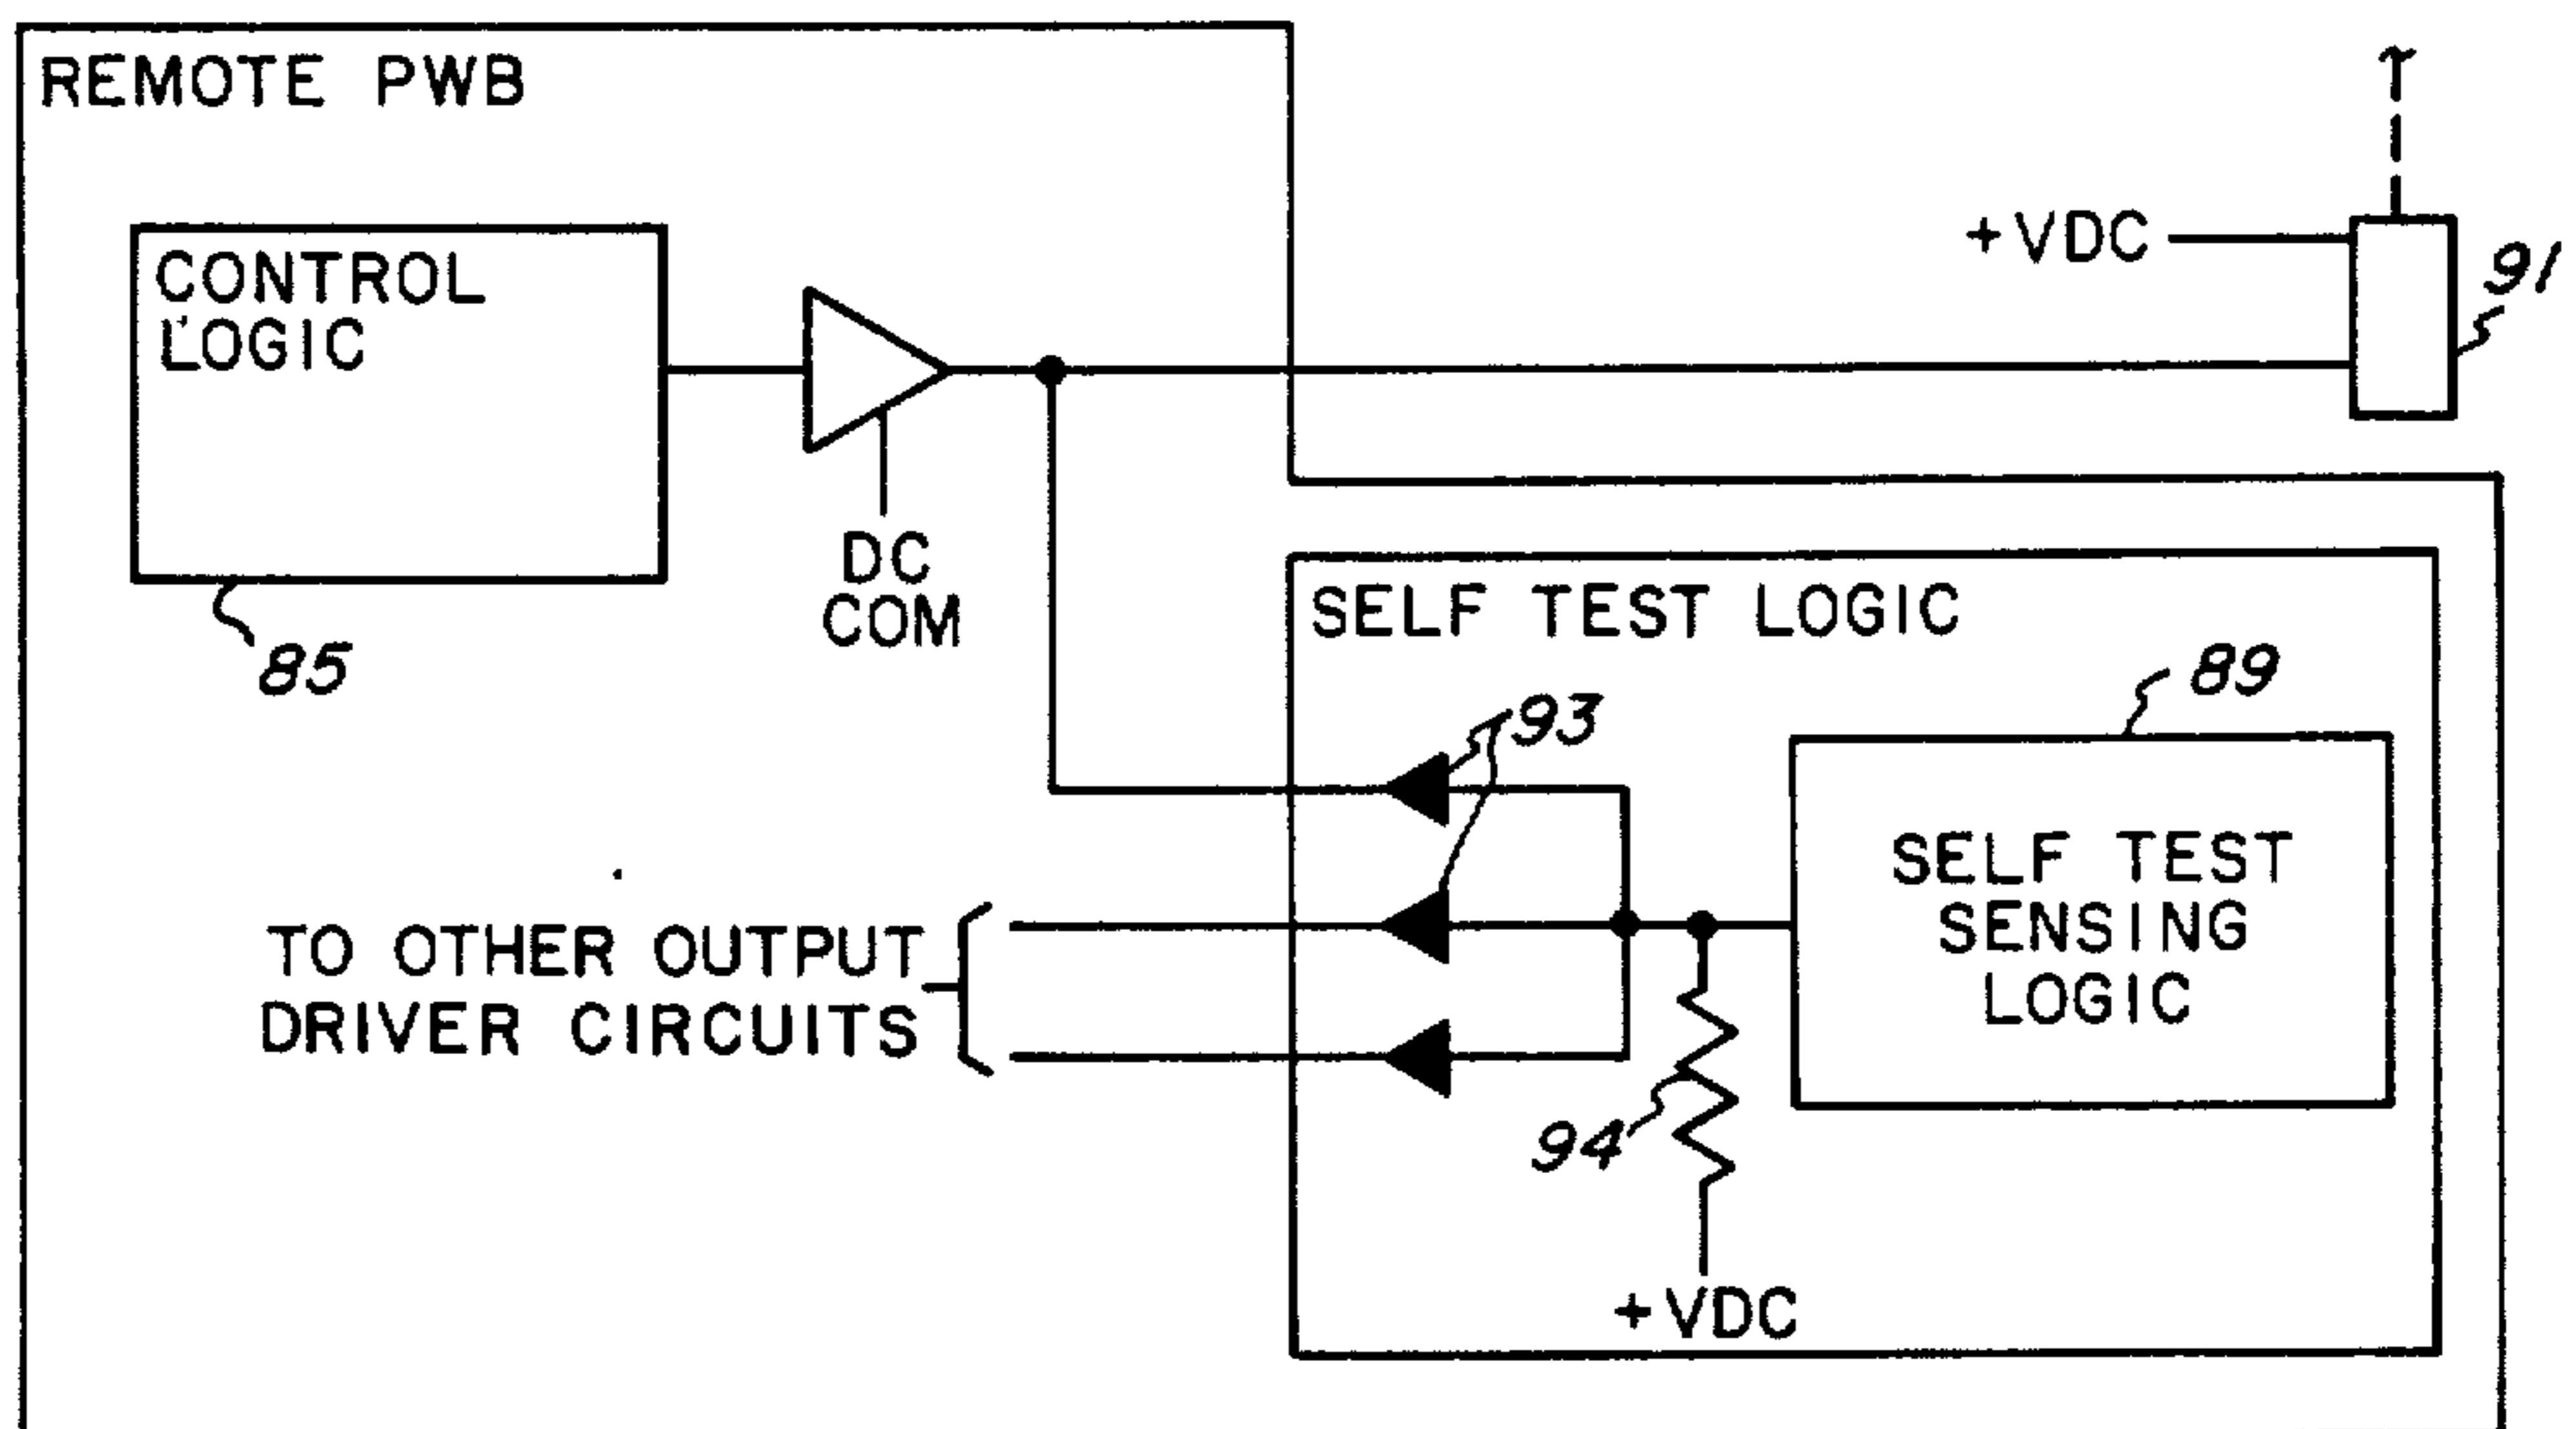 REMOTE PWB
+VDC
91
CONTROL
LOGIC
DC
COM
85
SELF TEST LOGIC
93
89
SELF TEST
SENSING
LOGIC
TO OTHER OUTPUT
DRIVER CIRCUITS
94
+VDC